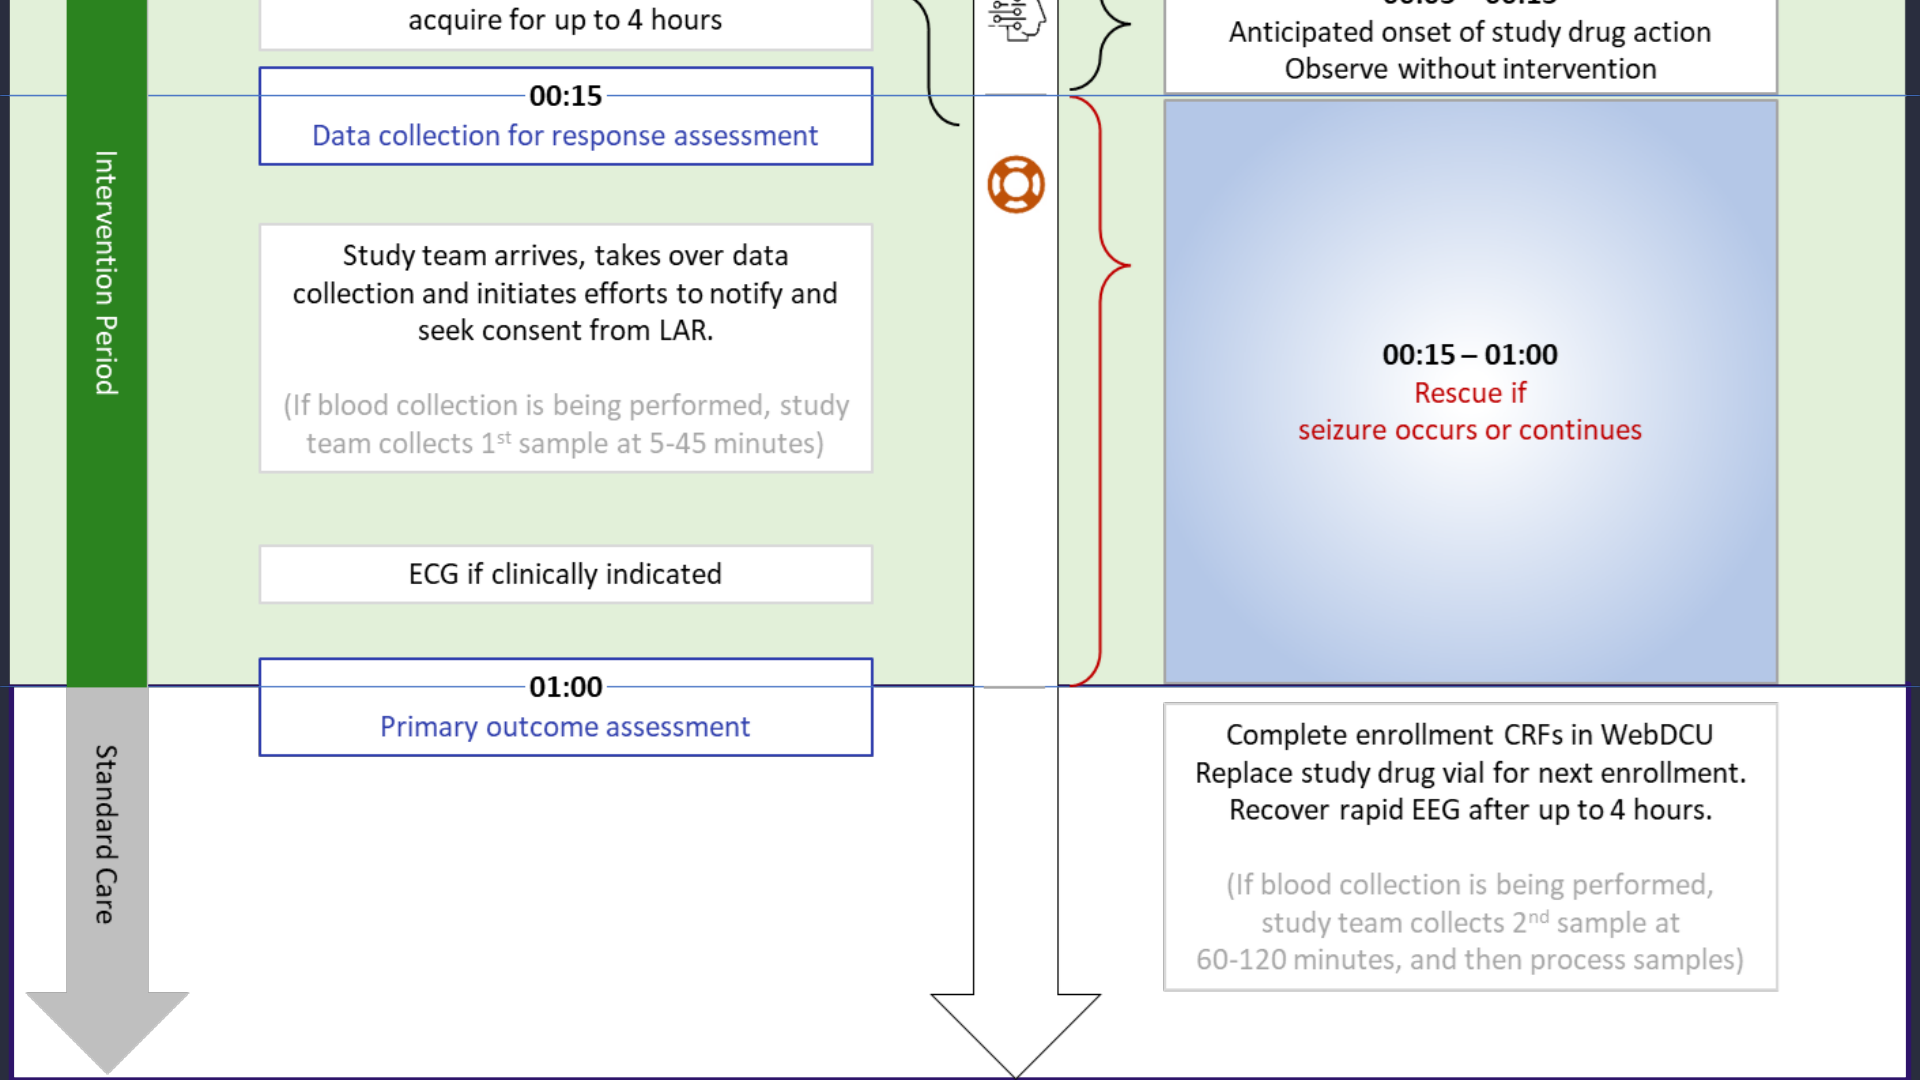 acquire for up to 4 hours
00:15
Data collection for response assessment
Study team arrives, takes over data
collection and initiates efforts to notify and
seek consent from LAR.
(If blood collection is being performed, study
team collects 1st sample at 5-45 minutes)
ECG if clinically indicated
01:00
Primary outcome assessment
Intervention Period
Standard Care
Anticipated onset of study drug action
Observe without intervention
00:15 – 01:00
Rescue if
seizure occurs or continues
Complete enrollment CRFs in WebDCU
Replace study drug vial for next enrollment.
Recover rapid EEG after up to 4 hours.
(If blood collection is being performed,
study team collects 2nd sample at
60-120 minutes, and then process samples)